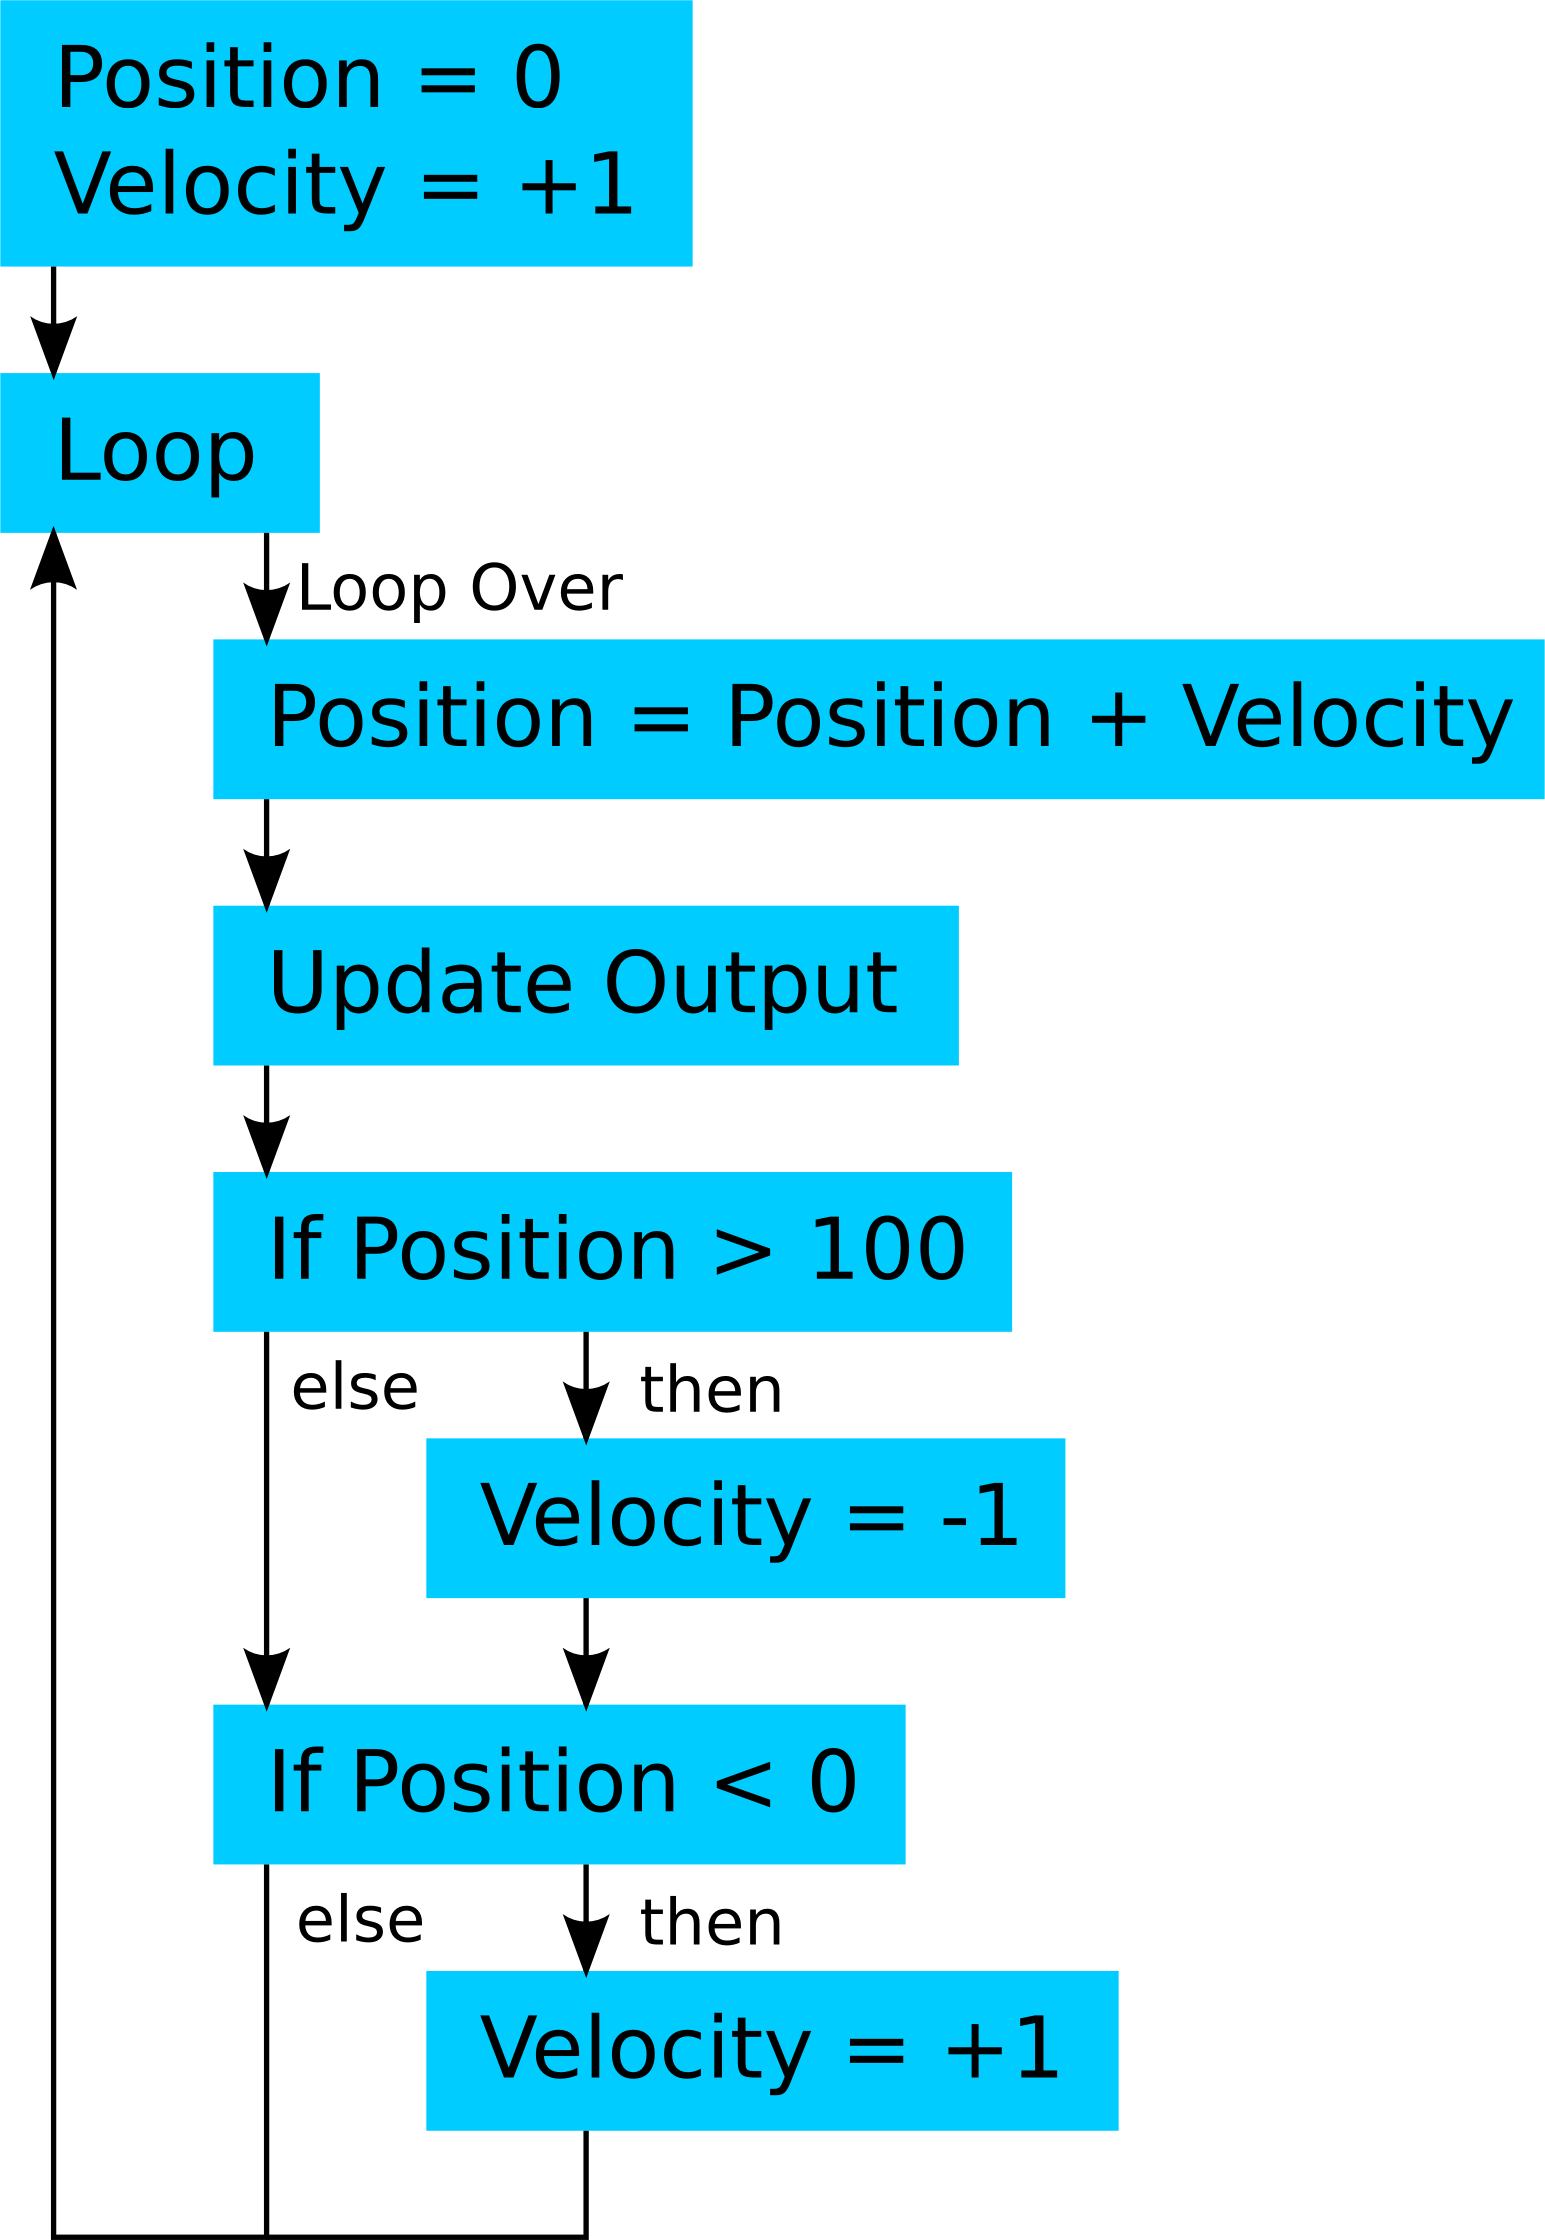 Position = 0
Velocity = +1
Loop
Loop Over
Position = Position + Velocity
Update Output
If Position > 100
else
then
Velocity = -1
If Position < 0
else
then
Velocity = +1